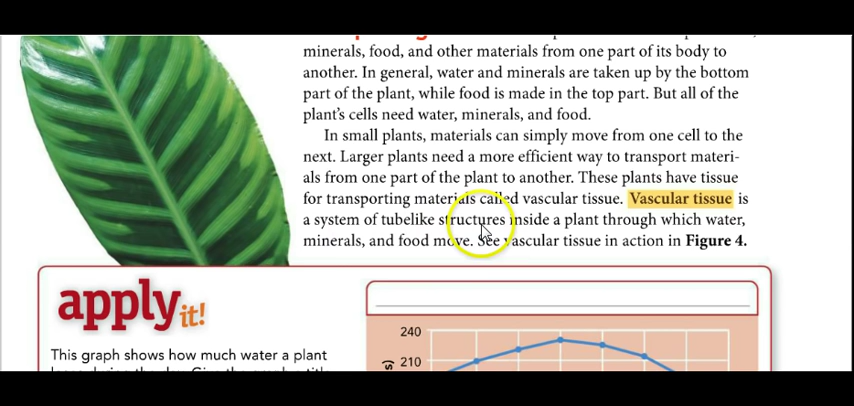 minerals, food, and other materials from one part of its body to
another. In general, water and minerals are taken up by the bottom
part of the plant, while food is made in the top part. But all of the
plant's cells need water, minerals, and food.
In small plants, materials can simply move from one cell to the
next. Larger plants need a more efficient way to transport materi-
als from one part of the plant to another. These plants have tissue
for transporting materials called vascular tissue. Vascular tissue is
a system of tubelike structures inside a plant through which water,
minerals, and food move. See vascular tissue in action in Figure 4.
apply it!
This graph shows how much water a plant
240
210